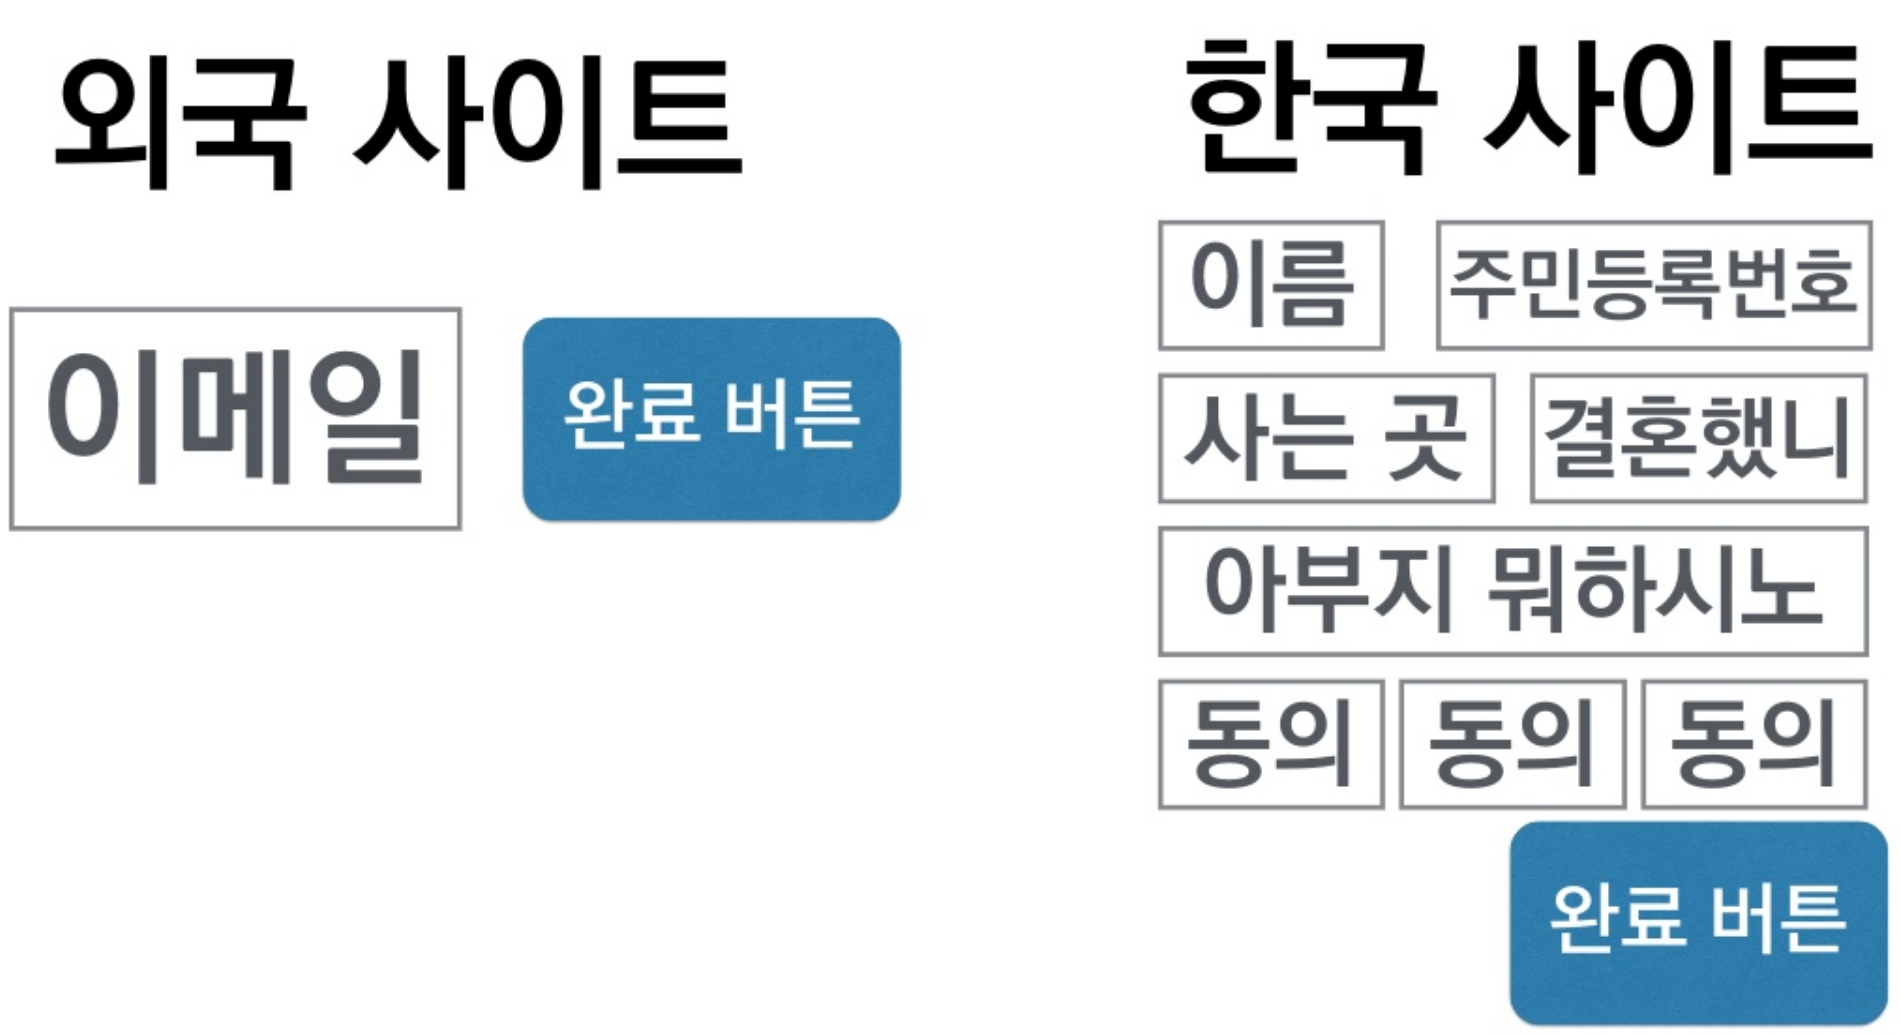 외국 사이트
이메일
완료 버튼
한국 사이트
이름 주민등록번호
사는 곳 결혼했니
아부지 뭐하시노
동의 동의 동의
완료 버튼